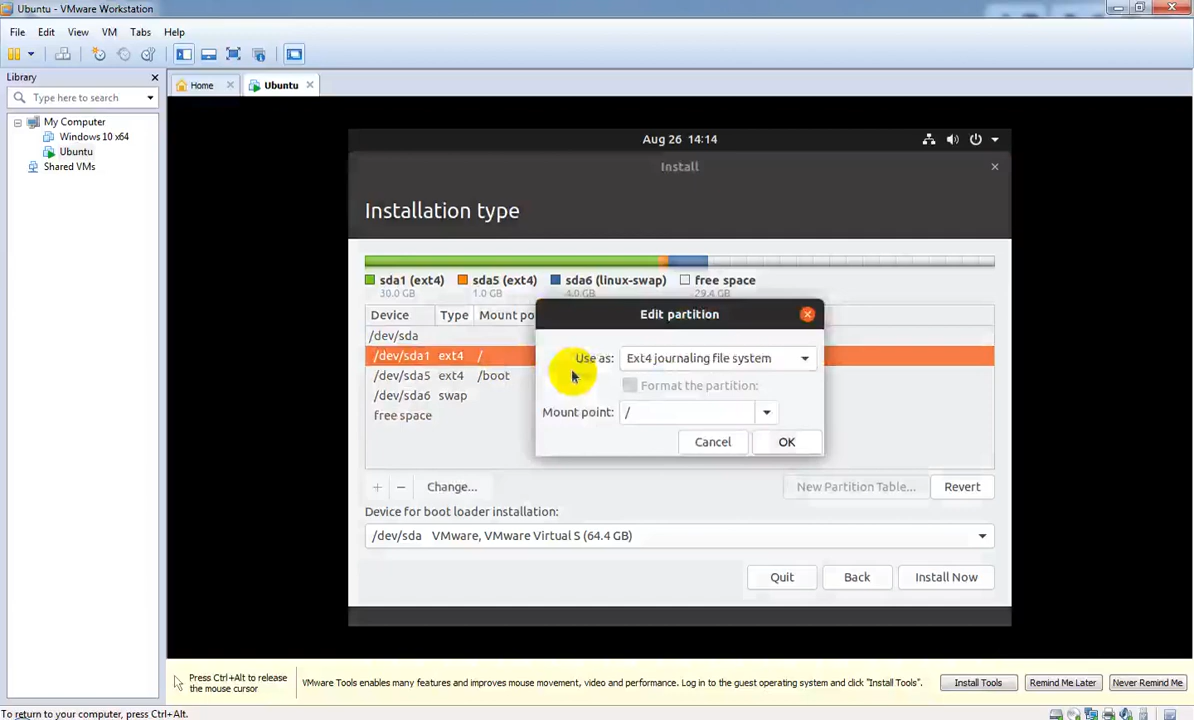 Ubuntu - VMware Workstation
File Edit View VM Tabs Help
Library
Type here to search
My Computer
Windows 10 x64
Ubuntu
Shared VMs
Home
Ubuntu
Aug 26 14:14
Install
Installation type
sda1 (ext4) sda5 (ext4) sda6 (linux-swap) free space
30.0 GB 1.0 GB 4.0 GB 29.4 GB
Device Type Mount po
/dev/sda
/dev/sda1 ext4 /
/dev/sda5 ext4 /boot
/dev/sda6 swap
free space
Edit partition
Use as: Ext4 journaling file system
Format the partition:
Mount point: /
Cancel OK
+ − Change... New Partition Table... Revert
Device for boot loader installation:
/dev/sda VMware, VMware Virtual S (64.4 GB)
Quit Back Install Now
Press Ctrl+Alt to release
the mouse cursor
VMware Tools enables many features and improves mouse movement, video and performance. Log in to the guest operating system and click "Install Tools".
Install Tools Remind Me Later Never Remind Me
To return to your computer, press Ctrl+Alt.